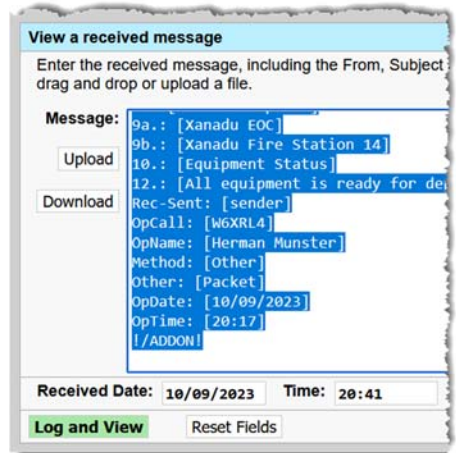 View a received message
Enter the received message, including the From, Subject
drag and drop or upload a file.
Message:
9a.: [Xanadu EOC]
9b.: [Xanadu Fire Station 14]
Upload
10.: [Equipment Status]
12.: [All equipment is ready for de
Download
Rec-Sent: [sender]
OpCall: [W6XRL4]
OpName: [Herman Munster]
Method: [Other]
Other: [Packet]
OpDate: [10/09/2023]
OpTime: [20:17]
!/ADDON!
Received Date: 10/09/2023 Time: 20:41
Log and View Reset Fields